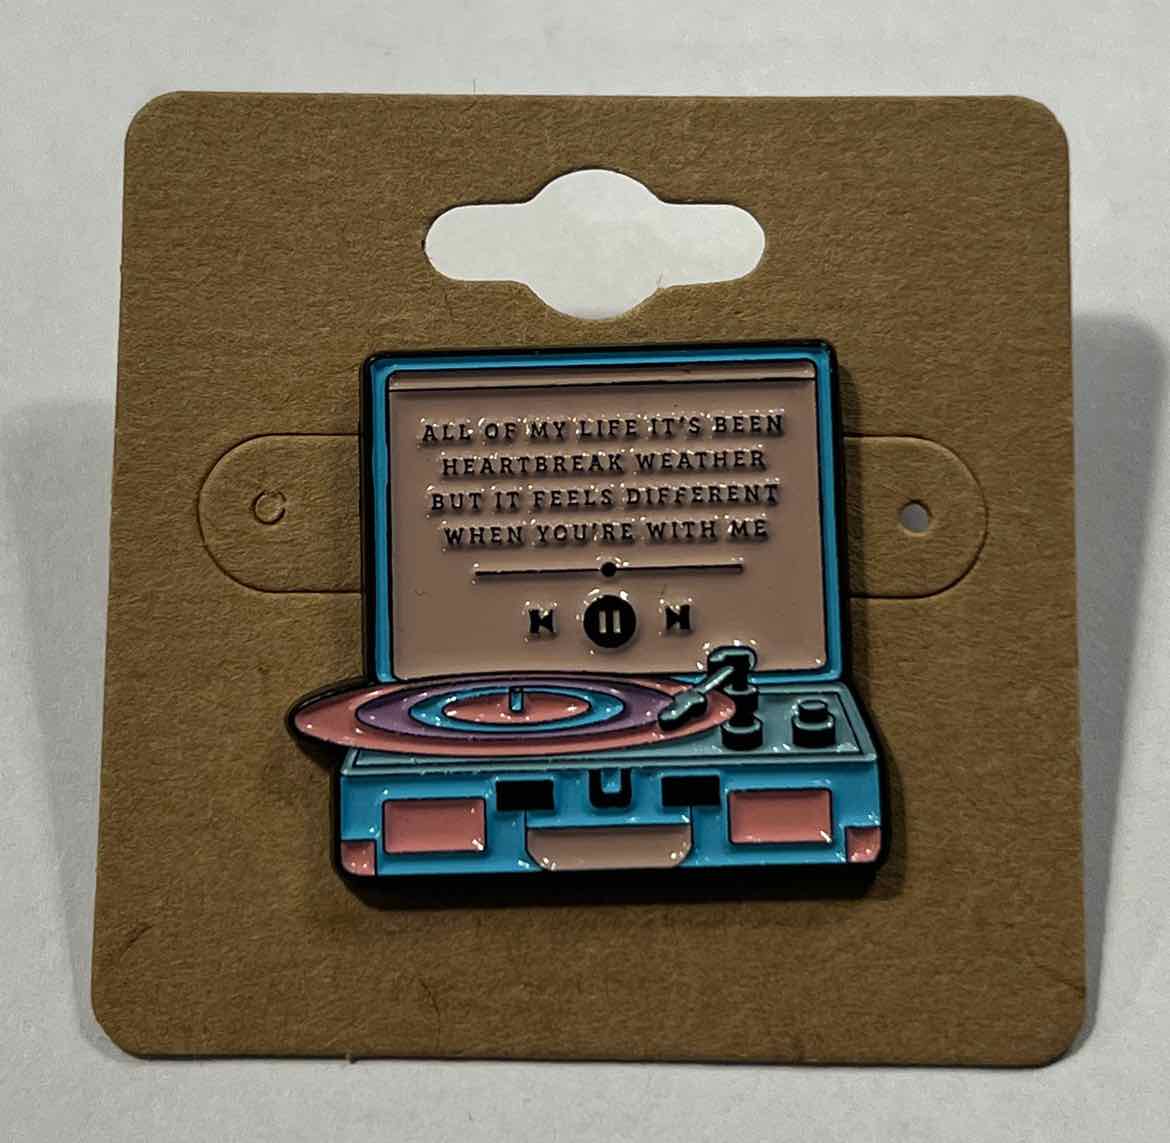 ALL OF MY LIFE IT'S BEEN
HEARTBREAK WEATHER
BUT IT FEELS DIFFERENT
WHEN YOU'RE WITH ME